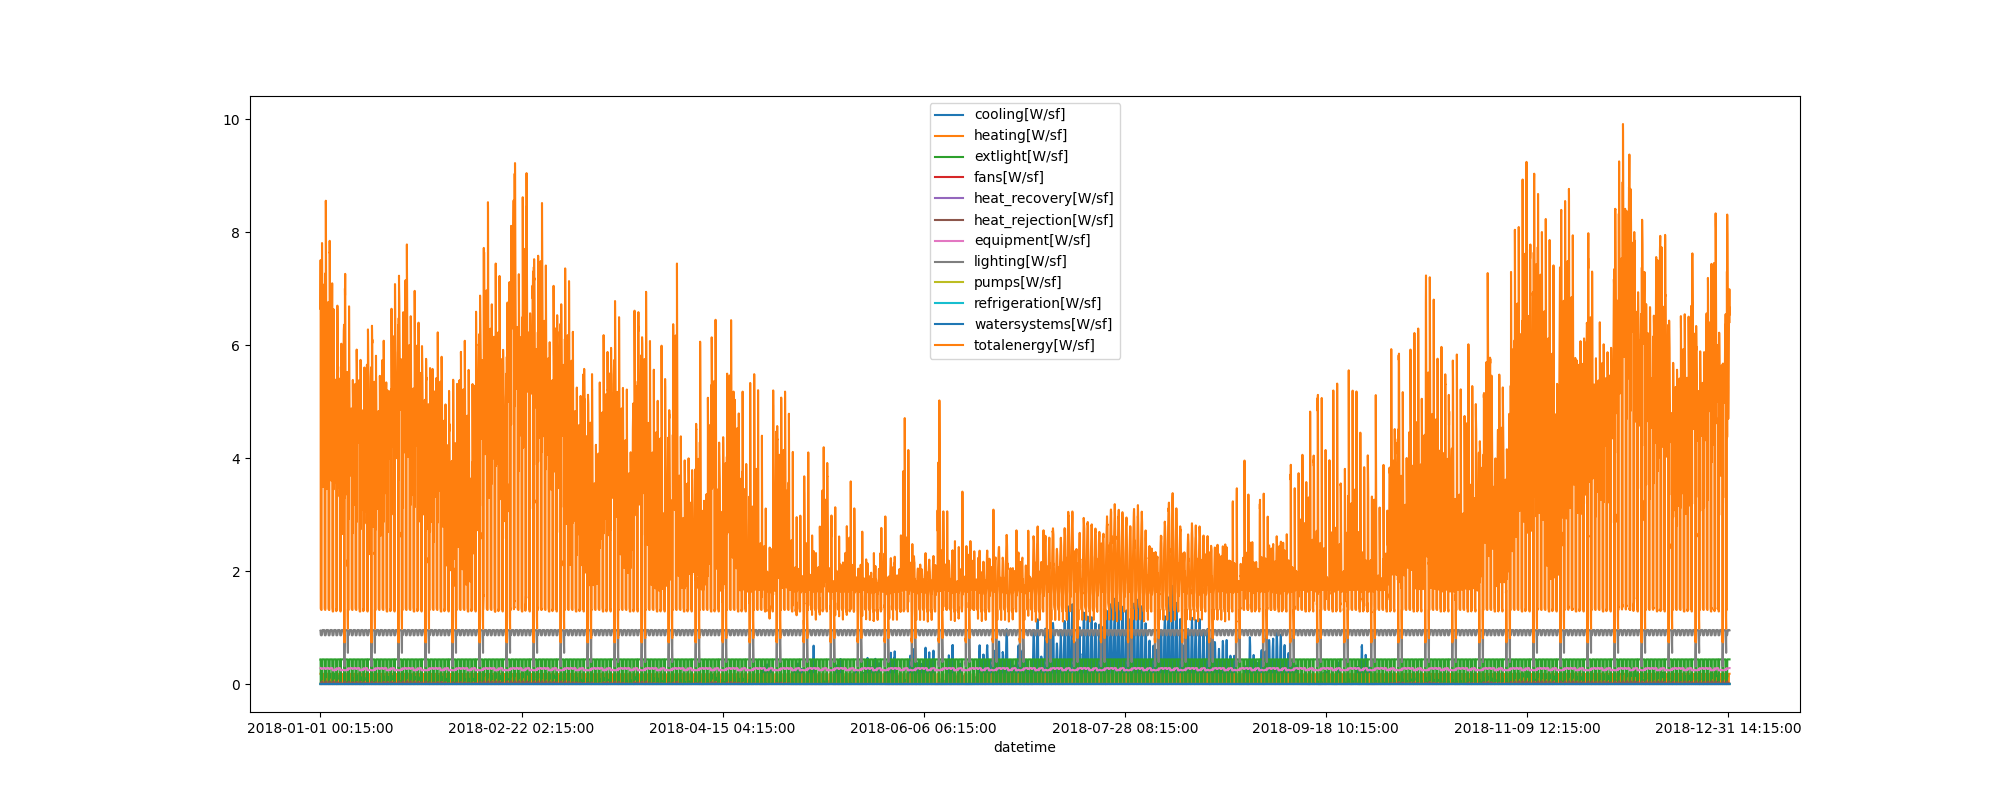 10
8
6
4
2
0
cooling[W/sf]
heating[W/sf]
extlight[W/sf]
fans[W/sf]
heat_recovery[W/sf]
heat_rejection[W/sf]
equipment[W/sf]
lighting[W/sf]
pumps[W/sf]
refrigeration[W/sf]
watersystems[W/sf]
totalenergy[W/sf]
2018-01-01 00:15:00 2018-02-22 02:15:00 2018-04-15 04:15:00 2018-06-06 06:15:00 2018-07-28 08:15:00 2018-09-18 10:15:00 2018-11-09 12:15:00 2018-12-31 14:15:00
datetime